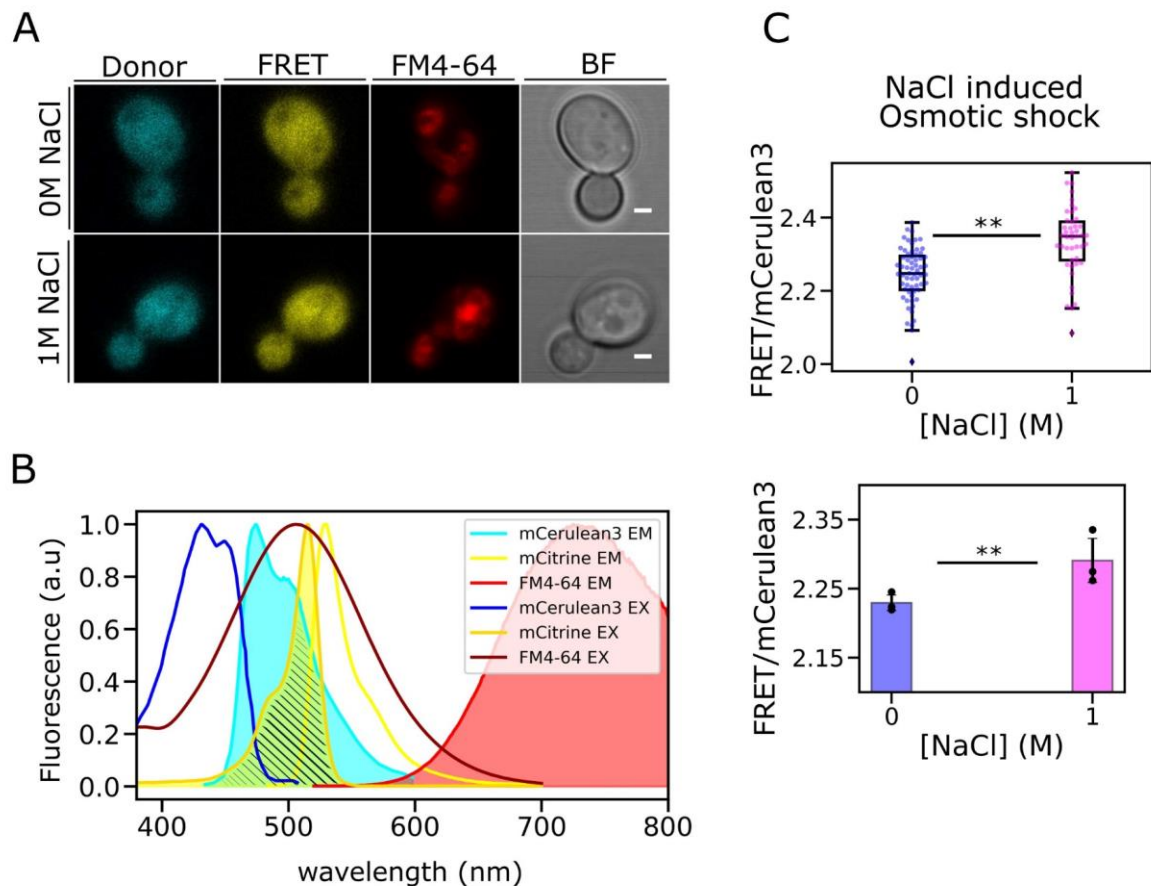 A
Donor FRET FM4-64 BF
0M NaCl
1M NaCl
B
Fluorescence (a.u)
1.0
0.8
0.6
0.4
0.2
0.0
mCerulean3 EM
mCitrine EM
FM4-64 EM
mCerulean3 EX
mCitrine EX
FM4-64 EX
400 500 600 700 800
wavelength (nm)
C
NaCl induced
Osmotic shock
FRET/mCerulean3
2.4
2.2
2.0
**
0 1
[NaCl] (M)
FRET/mCerulean3
2.35
2.25
2.15
**
0 1
[NaCl] (M)